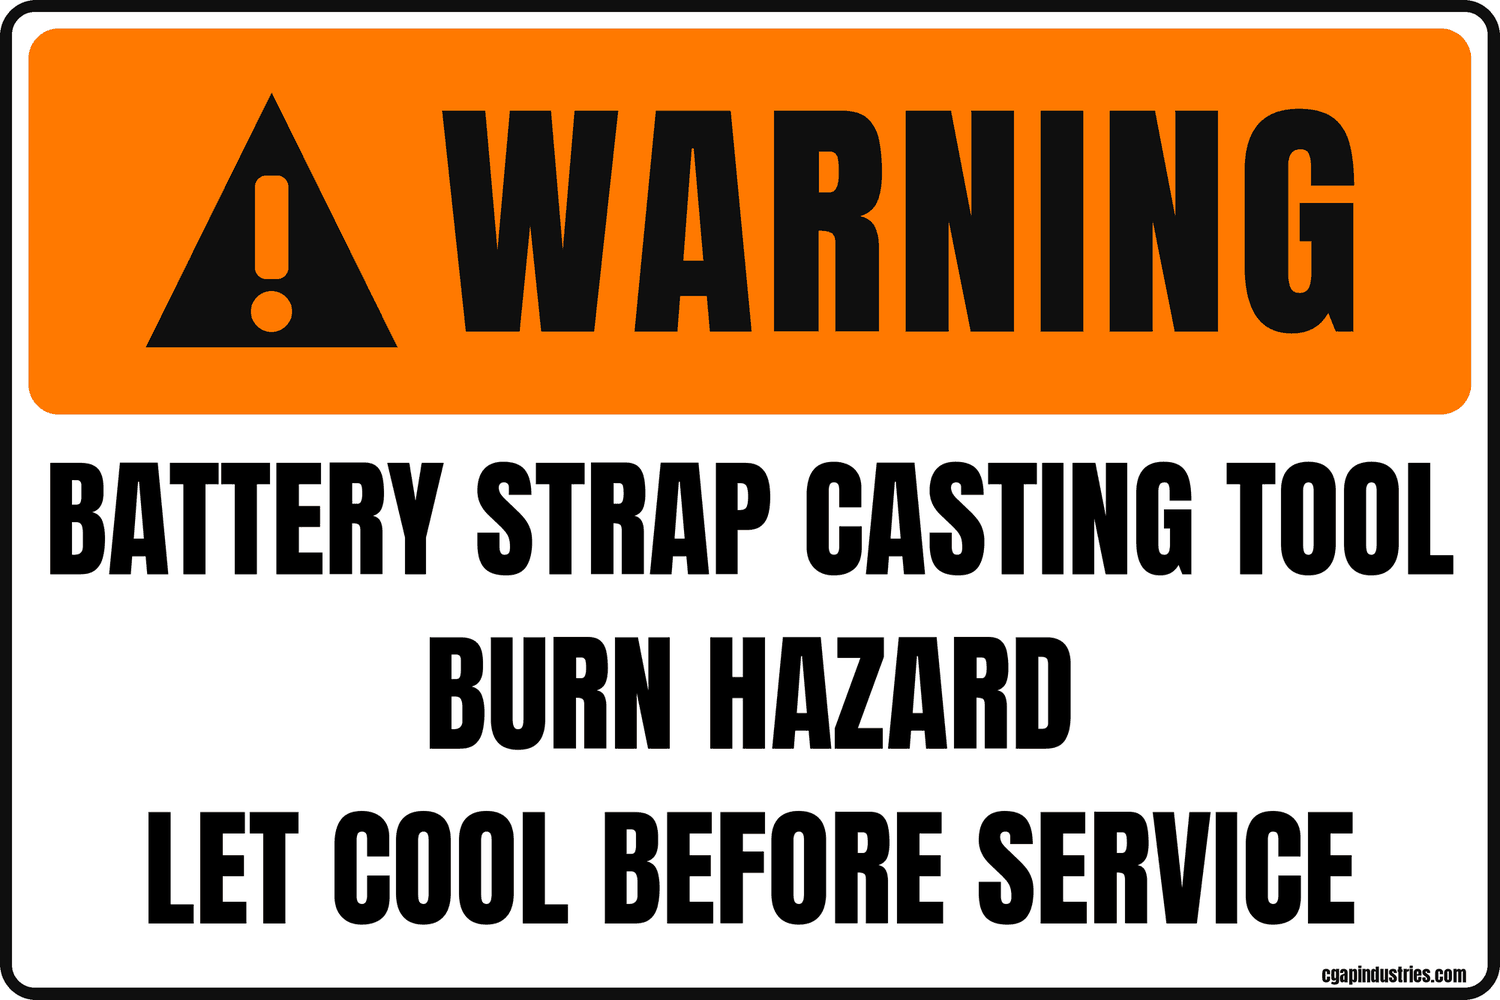 WARNING
BATTERY STRAP CASTING TOOL
BURN HAZARD
LET COOL BEFORE SERVICE
cgapindustries.com